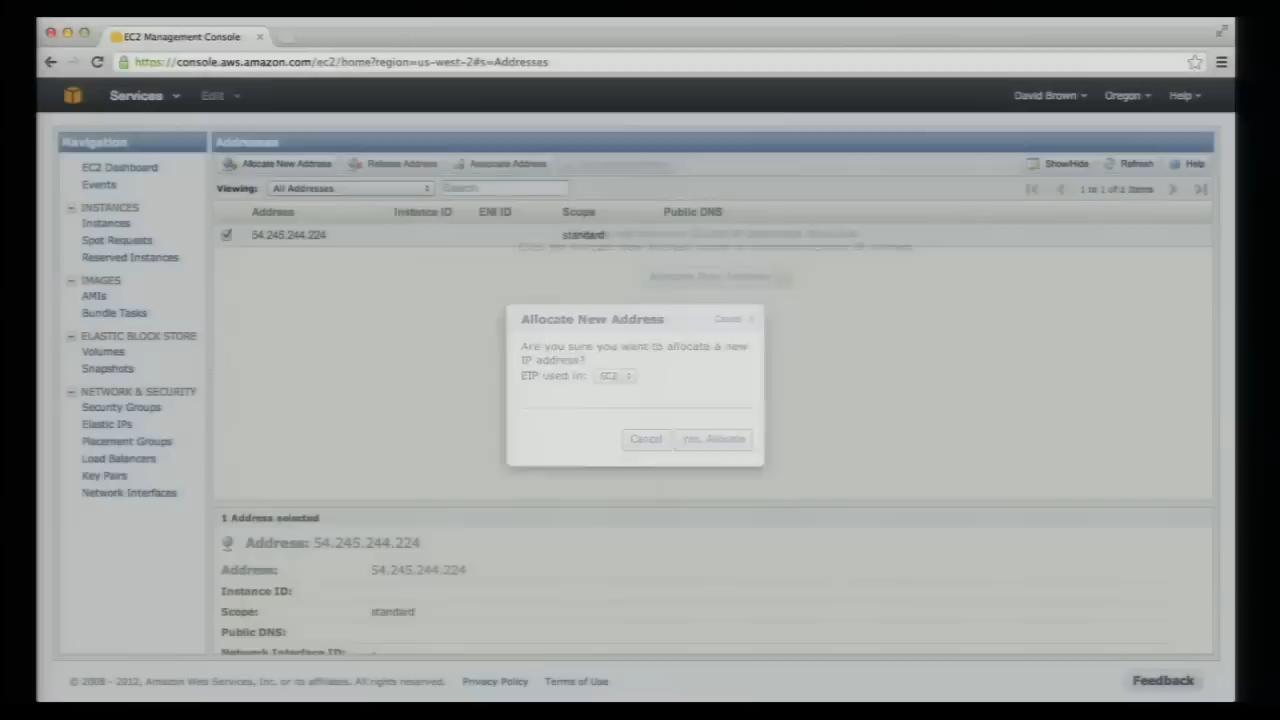 EC2 Management Console
https://console.aws.amazon.com/ec2/home?region=us-west-2#s=Addresses
Services Edit David Brown Oregon Help
Navigation
EC2 Dashboard
Events
INSTANCES
Instances
Spot Requests
Reserved Instances
IMAGES
AMIs
Bundle Tasks
ELASTIC BLOCK STORE
Volumes
Snapshots
NETWORK & SECURITY
Security Groups
Elastic IPs
Placement Groups
Load Balancers
Key Pairs
Network Interfaces
Addresses
Allocate New Address Release Address Associate Address Show/Hide Refresh Help
Viewing: All Addresses Search 1 to 1 of 1 Items
Address Instance ID ENI ID Scope Public DNS
54.245.244.224 standard
Allocate New Address Cancel
Are you sure you want to allocate a new
IP address?
EIP used in: EC2
Cancel Yes, Allocate
1 Address selected
Address: 54.245.244.224
Address: 54.245.244.224
Instance ID:
Scope: standard
Public DNS:
Network Interface ID: -
© 2008 - 2012, Amazon Web Services, Inc. or its affiliates. All rights reserved. Privacy Policy Terms of Use
Feedback